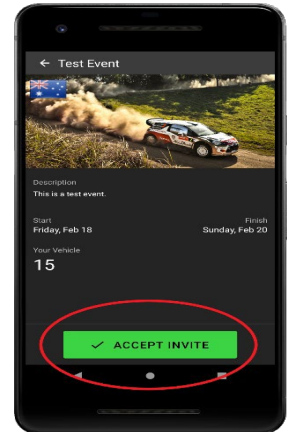 ← Test Event
Description
This is a test event.
Start Finish
Friday, Feb 18 Sunday, Feb 20
Your Vehicle
15
✓ ACCEPT INVITE